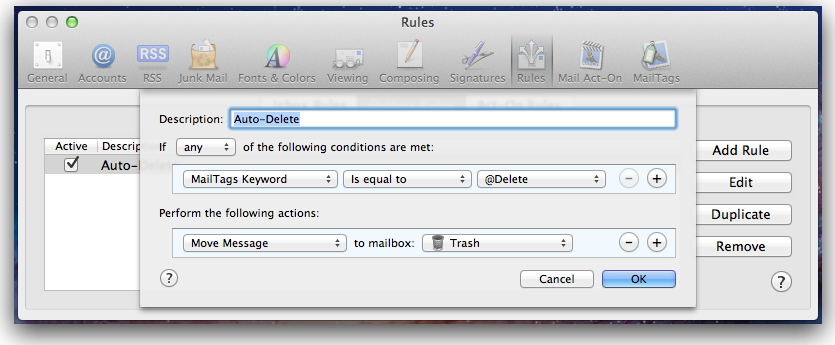 Rules
General Accounts RSS Junk Mail Fonts & Colors Viewing Composing Signatures Rules Mail Act-On MailTags
RSS
Description: Auto-Delete
If any of the following conditions are met:
MailTags Keyword Is equal to @Delete
Perform the following actions:
Move Message to mailbox: Trash
? Cancel OK
Active Descrip
Auto-
Add Rule
Edit
Duplicate
Remove
?